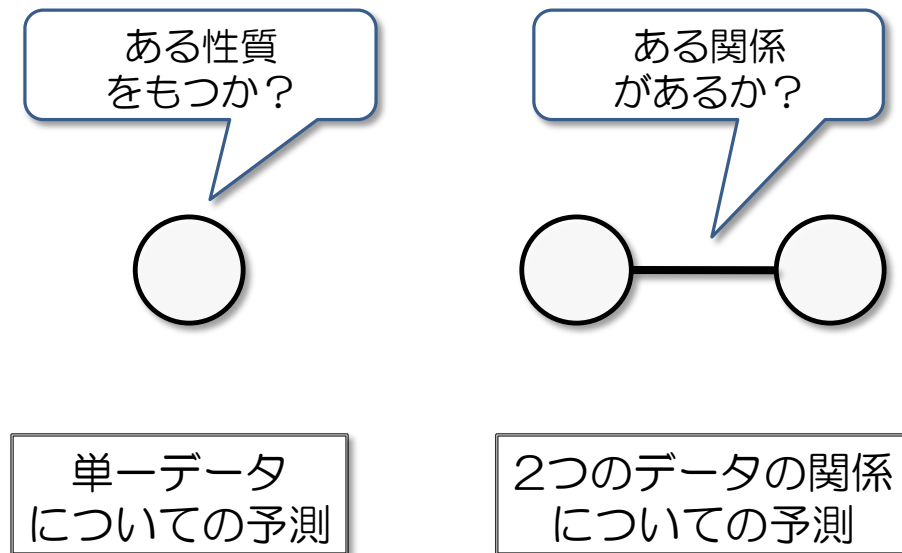 ある性質
をもつか？
ある関係
があるか？
単一データ
についての予測
2つのデータの関係
についての予測